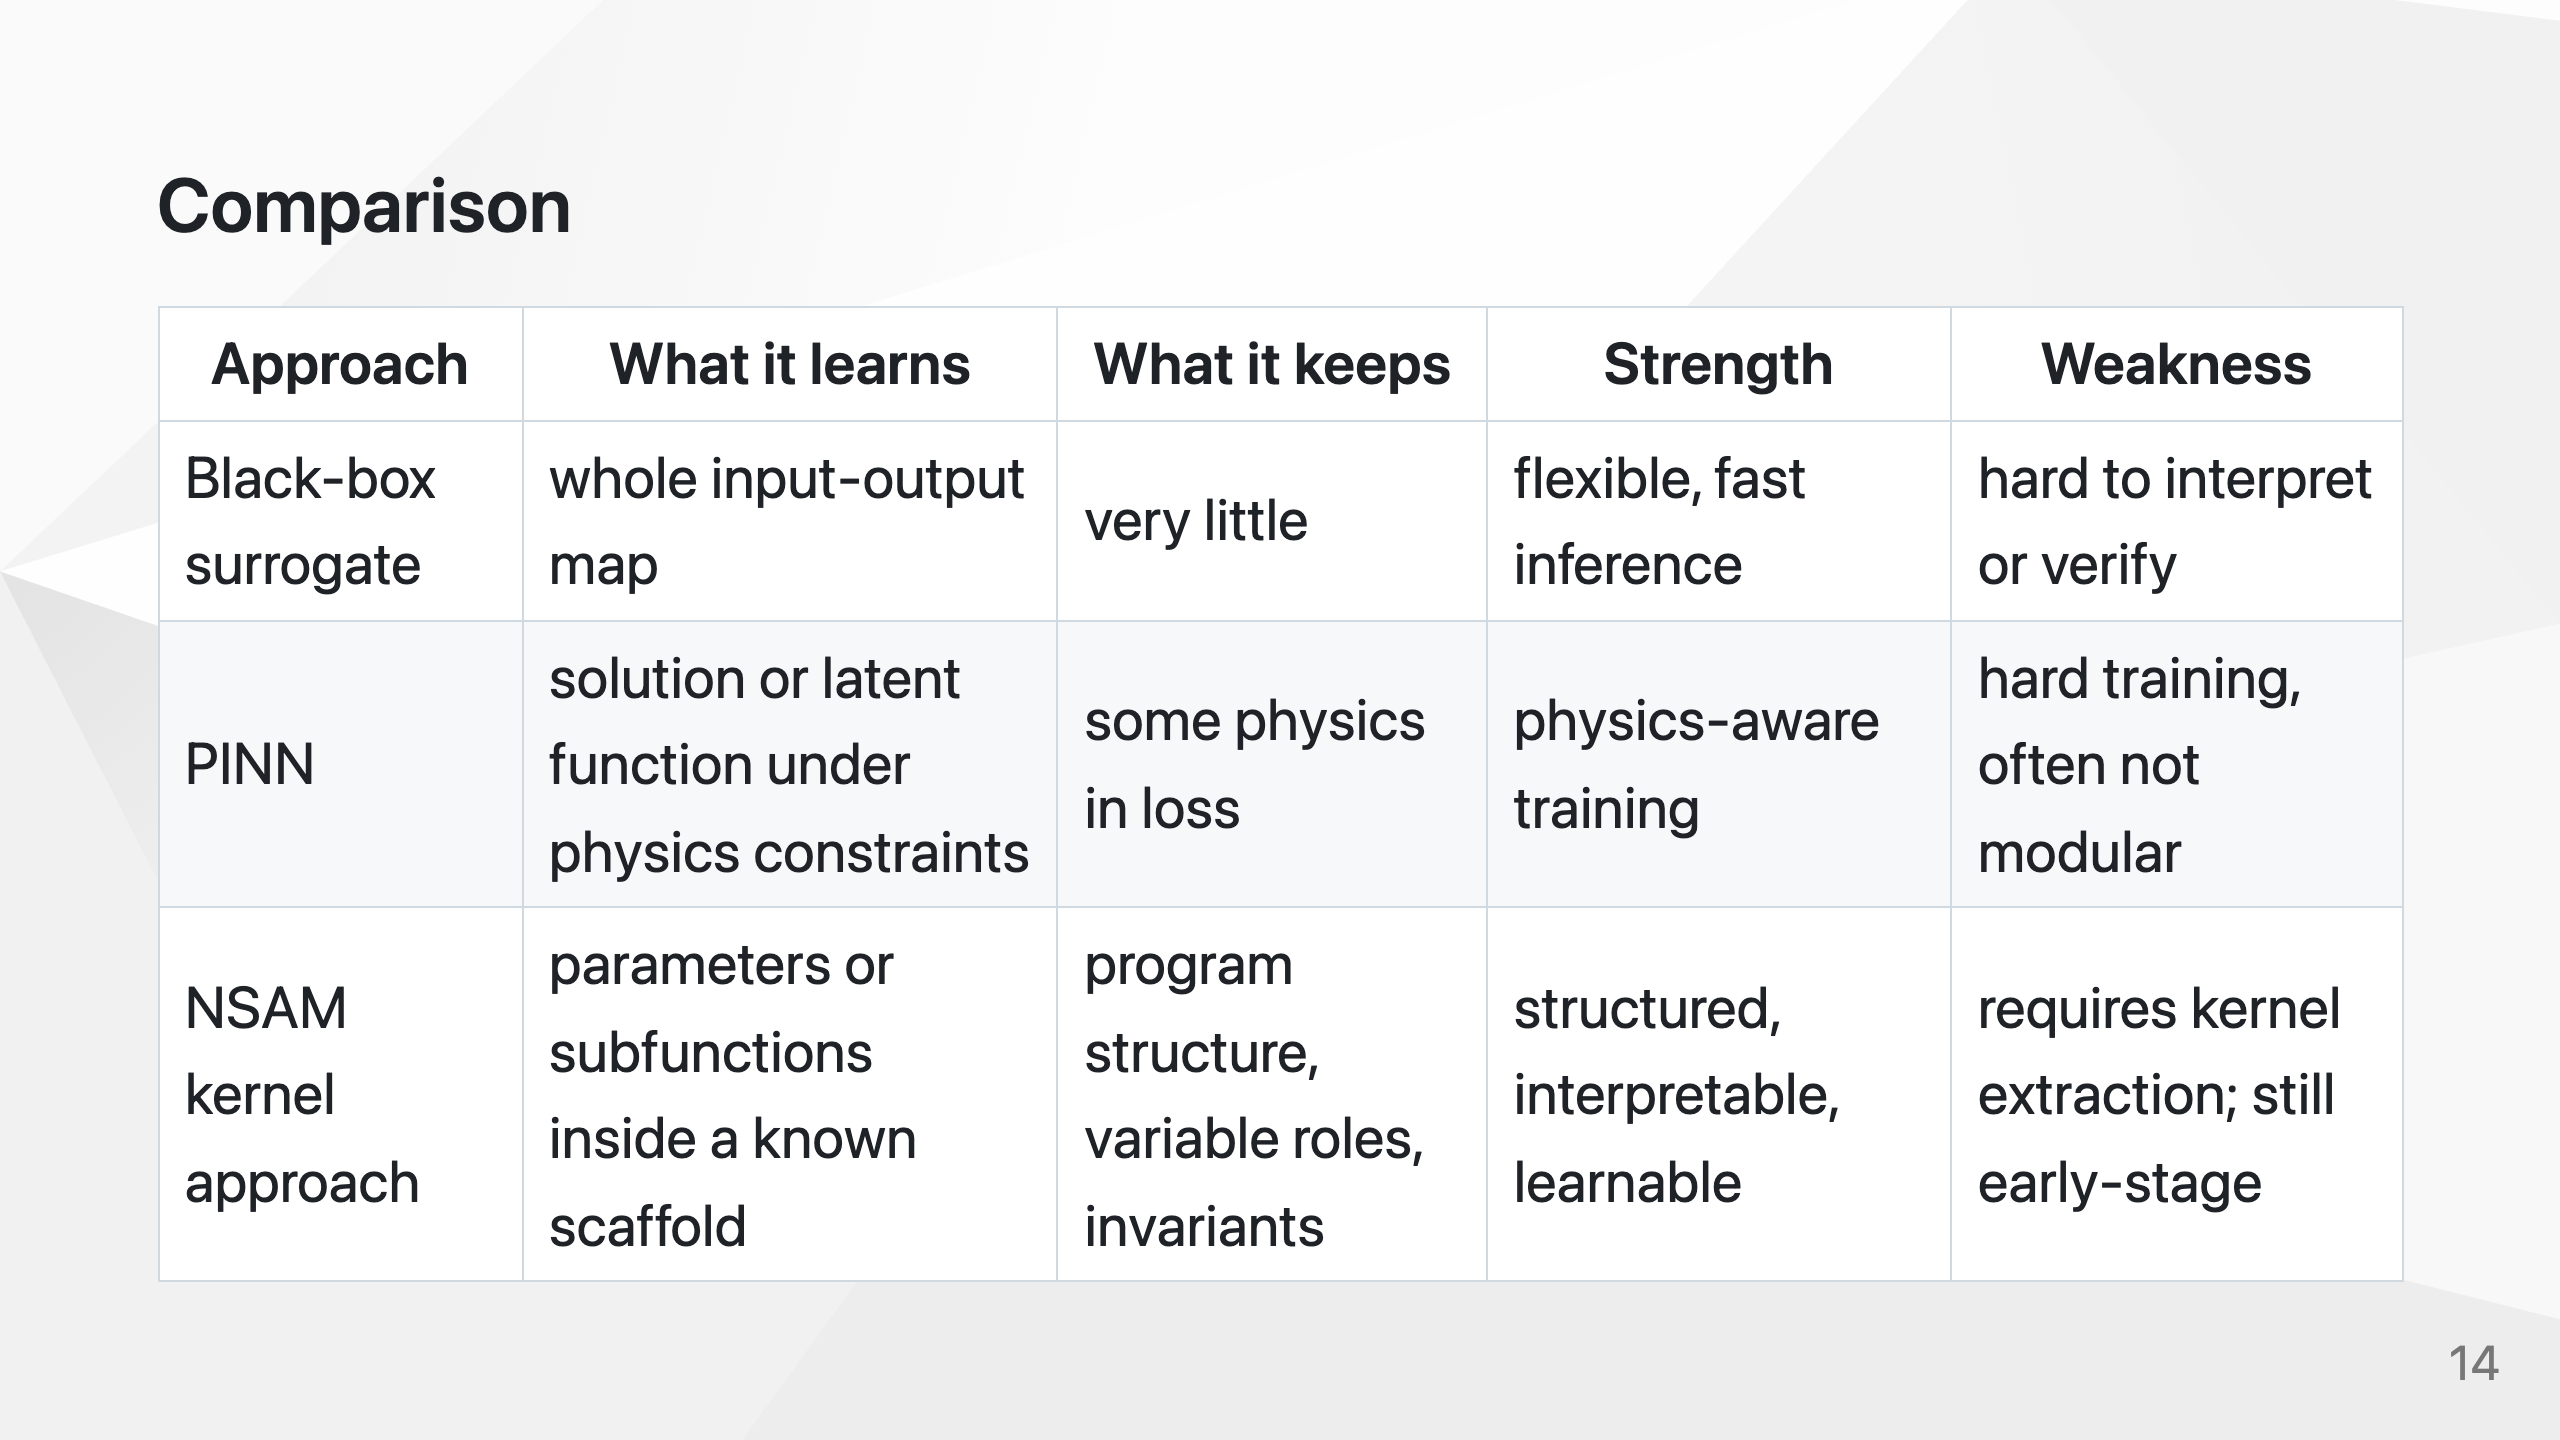 Comparison
Approach
What it learns
What it keeps
Strength
Weakness
Black-box
surrogate
whole input-output
map
very little
flexible, fast
inference
hard to interpret
or verify
PINN
solution or latent
function under
physics constraints
some physics
in loss
physics-aware
training
hard training,
often not
modular
NSAM
kernel
approach
parameters or
subfunctions
inside a known
scaffold
program
structure,
variable roles,
invariants
structured,
interpretable,
learnable
requires kernel
extraction; still
early-stage
14